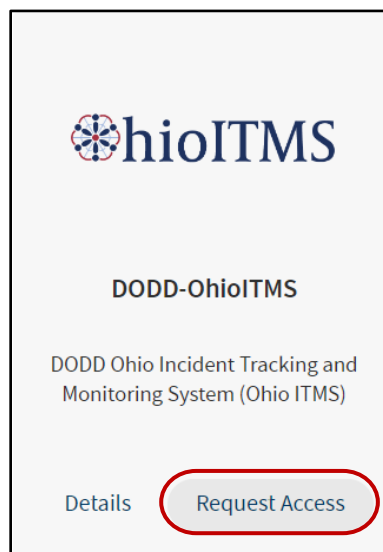 OhioITMS
DODD-OhioITMS
DODD Ohio Incident Tracking and
Monitoring System (Ohio ITMS)
Details Request Access